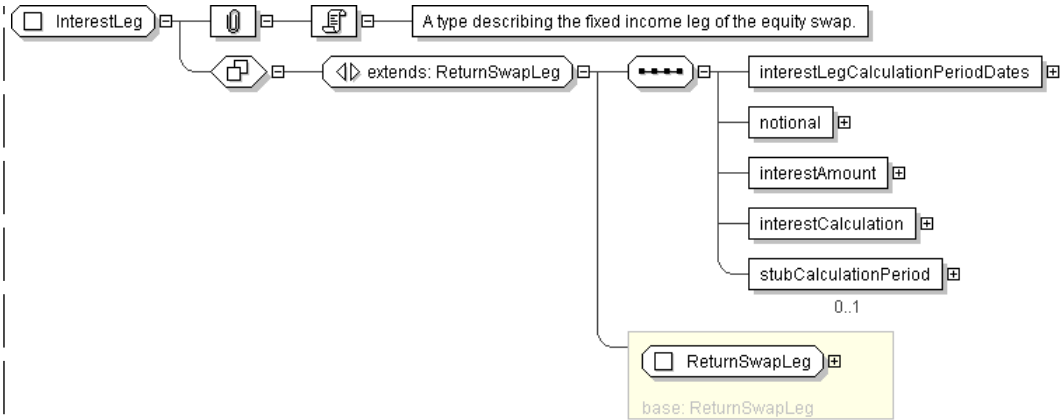 InterestLeg
A type describing the fixed income leg of the equity swap.
extends: ReturnSwapLeg
interestLegCalculationPeriodDates
notional
interestAmount
interestCalculation
stubCalculationPeriod
0..1
ReturnSwapLeg
base: ReturnSwapLeg